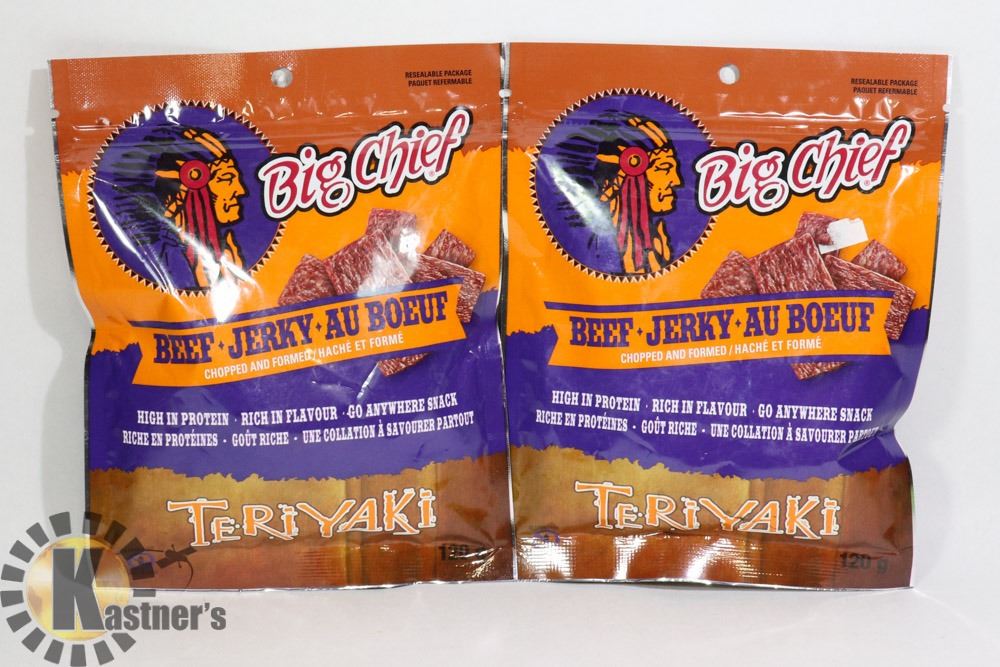 RESEALABLE PACKAGE
PAQUET REFERMABLE
Big Chief
BEEF · JERKY · AU BOEUF
CHOPPED AND FORMED / HACHÉ ET FORMÉ
HIGH IN PROTEIN · RICH IN FLAVOUR · GO ANYWHERE SNACK
RICHE EN PROTÉINES - GOÛT RICHE - UNE COLLATION À SAVOURER PARTOUT
TERIYAKI
RESEALABLE PACKAGE
PAQUET REFERMABLE
Big Chief
BEEF · JERKY · AU BOEUF
CHOPPED AND FORMED / HACHÉ ET FORMÉ
HIGH IN PROTEIN · RICH IN FLAVOUR · GO ANYWHERE SNACK
RICHE EN PROTÉINES - GOÛT RICHE - UNE COLLATION À SAVOURER PARTOUT
TERIYAKI
120 g
KASTNER'S